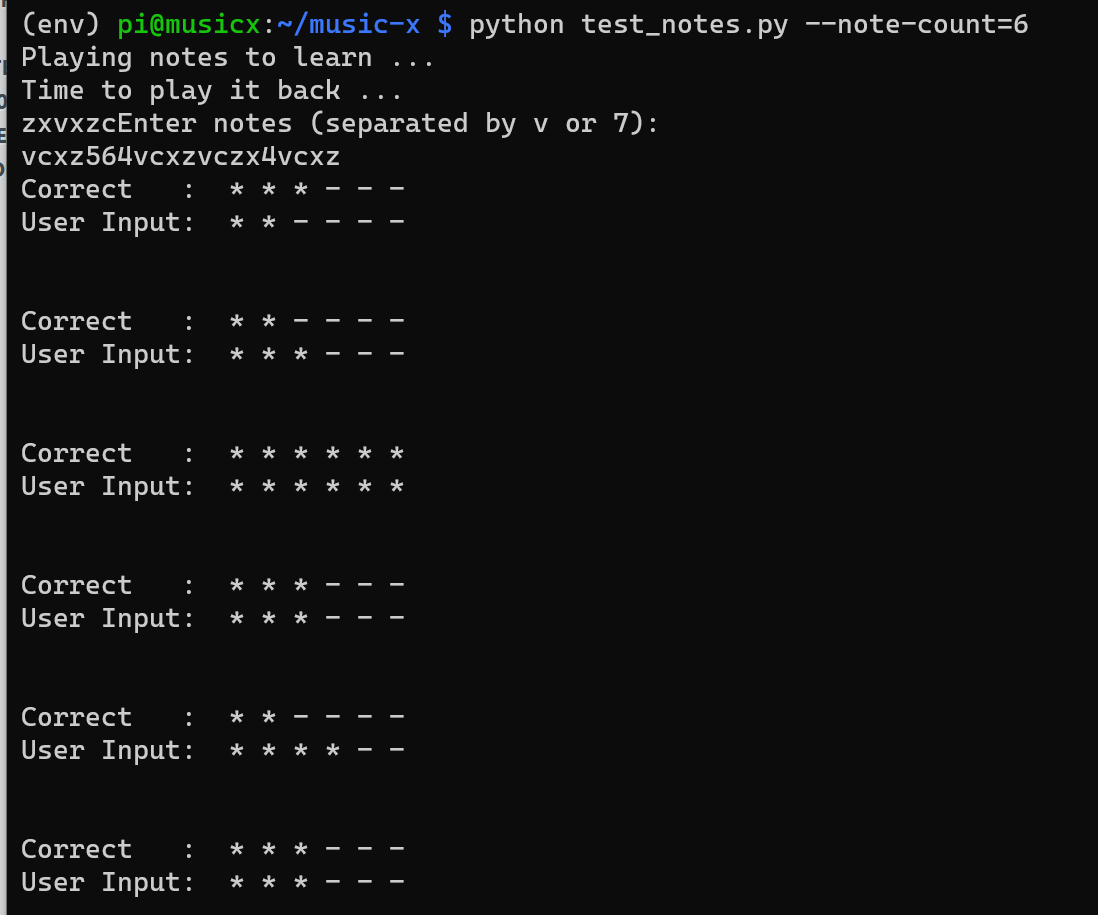 (env) pi@musicx:~/music-x $ python test_notes.py --note-count=6
Playing notes to learn ...
Time to play it back ...
zxvxzcEnter notes (separated by v or 7):
vcxz564vcxzvczx4vcxz
Correct   :  * * * - - -
User Input:  * * - - - -
Correct   :  * * - - - -
User Input:  * * * - - -
Correct   :  * * * * * *
User Input:  * * * * * *
Correct   :  * * * - - -
User Input:  * * * - - -
Correct   :  * * - - - -
User Input:  * * * * - -
Correct   :  * * * - - -
User Input:  * * * - - -